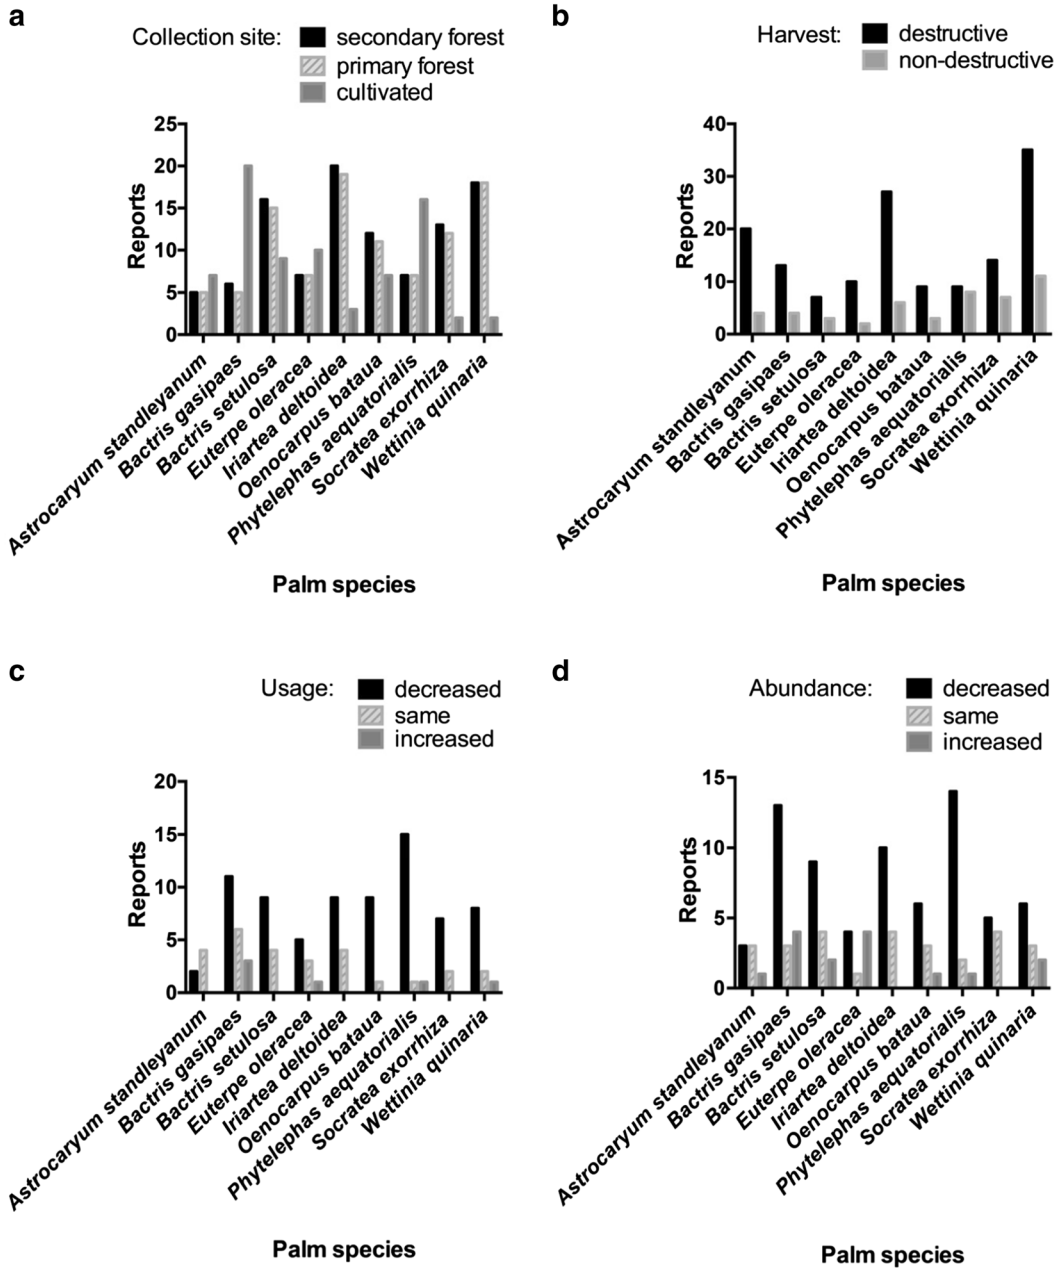 a
Collection site:
secondary forest
primary forest
cultivated
25
20
15
10
5
0
Reports
Astrocaryum standleyanum
Bactris gasipaes
Bactris setulosa
Euterpe oleracea
Iriartea deltoidea
Oenocarpus bataua
Phytelephas aequatorialis
Socratea exorrhiza
Wettinia quinaria
Palm species
b
Harvest:
destructive
non-destructive
40
30
20
10
0
Reports
Astrocaryum standleyanum
Bactris gasipaes
Bactris setulosa
Euterpe oleracea
Iriartea deltoidea
Oenocarpus bataua
Phytelephas aequatorialis
Socratea exorrhiza
Wettinia quinaria
Palm species
c
Usage:
decreased
same
increased
20
15
10
5
0
Reports
Astrocaryum standleyanum
Bactris gasipaes
Bactris setulosa
Euterpe oleracea
Iriartea deltoidea
Oenocarpus bataua
Phytelephas aequatorialis
Socratea exorrhiza
Wettinia quinaria
Palm species
d
Abundance:
decreased
same
increased
15
10
5
0
Reports
Astrocaryum standleyanum
Bactris gasipaes
Bactris setulosa
Euterpe oleracea
Iriartea deltoidea
Oenocarpus bataua
Phytelephas aequatorialis
Socratea exorrhiza
Wettinia quinaria
Palm species